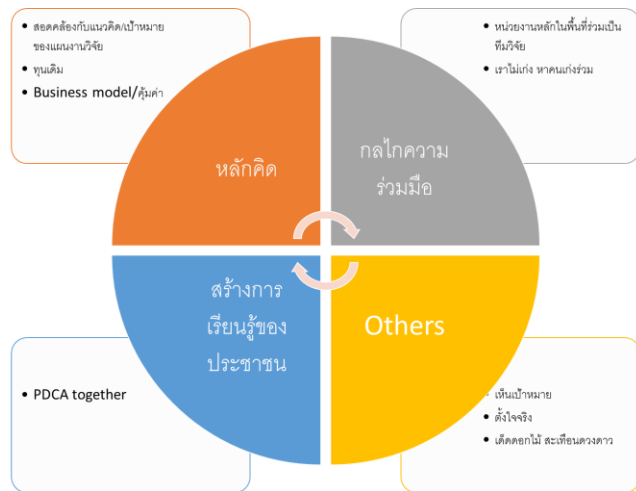 • สอดคล้องกับแนวคิด/เป้าหมาย
ของแผนงานวิจัย
• ทุนเดิม
• Business model/คุ้มค่า
• หน่วยงานหลักในพื้นที่ร่วมเป็น
ทีมวิจัย
• เราไม่เก่ง หาคนเก่งร่วม
หลักคิด
กลไกความ
ร่วมมือ
สร้างการ
เรียนรู้ของ
ประชาชน
Others
• PDCA together
• เห็นเป้าหมาย
• ตั้งใจจริง
• เด็ดดอกไม้ สะเทือนดวงดาว